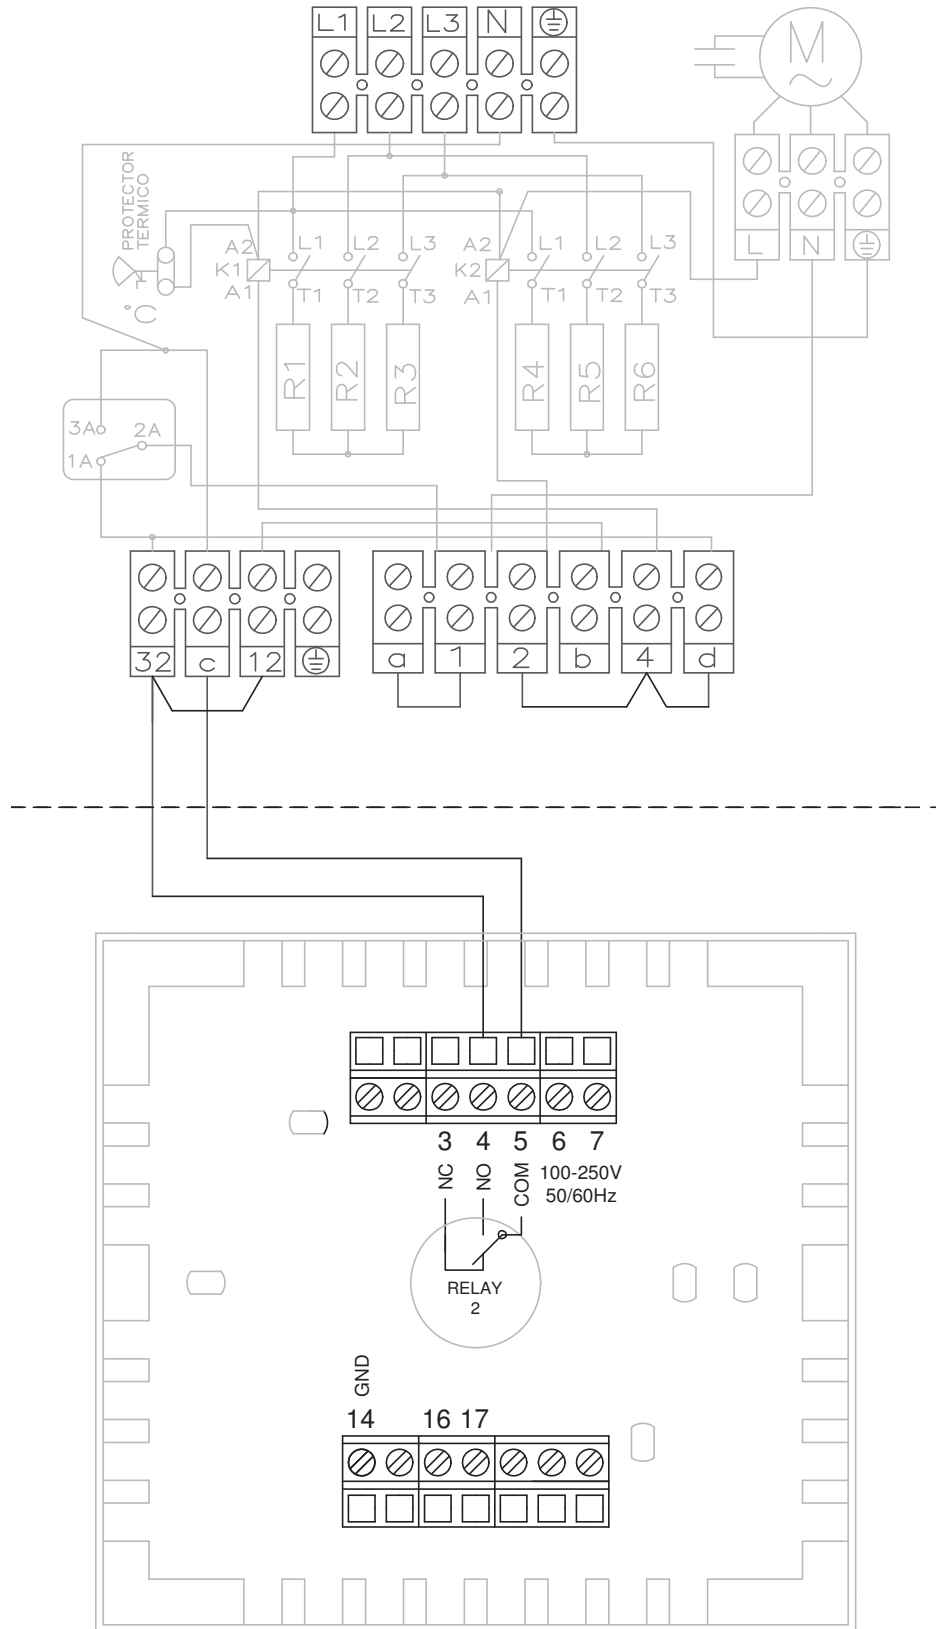 L1 L2 L3 N
M
PROTECTOR
TERMICO
°C
L N
A2 L1 L2 L3
K1
A1 T1 T2 T3
A2 L1 L2 L3
K2
A1 T1 T2 T3
R1 R2 R3
R4 R5 R6
3A 2A
1A
32 c 12
a 1 2 b 4 d
3 4 5 6 7
NC NO COM
100-250V
50/60Hz
RELAY
2
GND
14 16 17